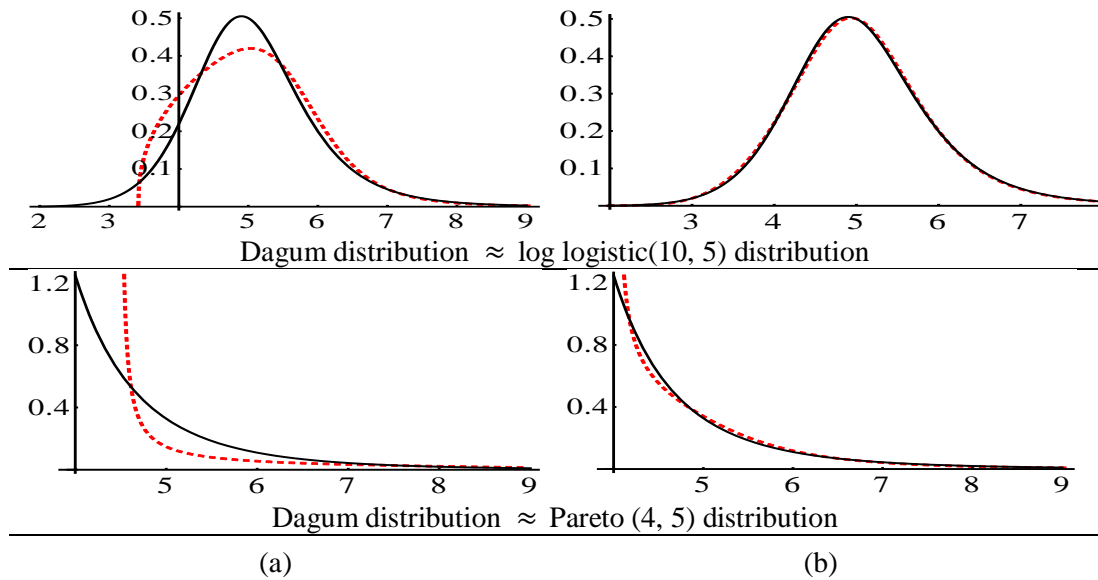 0.5 0.5
0.4 0.4
0.3 0.3
0.2 0.2
0.1 0.1
2 3 5 6 7 8 9 3 4 5 6 7
Dagum distribution ≈ log logistic(10, 5) distribution
1.2 1.2
0.8 0.8
0.4 0.4
5 6 7 8 9 5 6 7 8 9
Dagum distribution ≈ Pareto (4, 5) distribution
(a) (b)